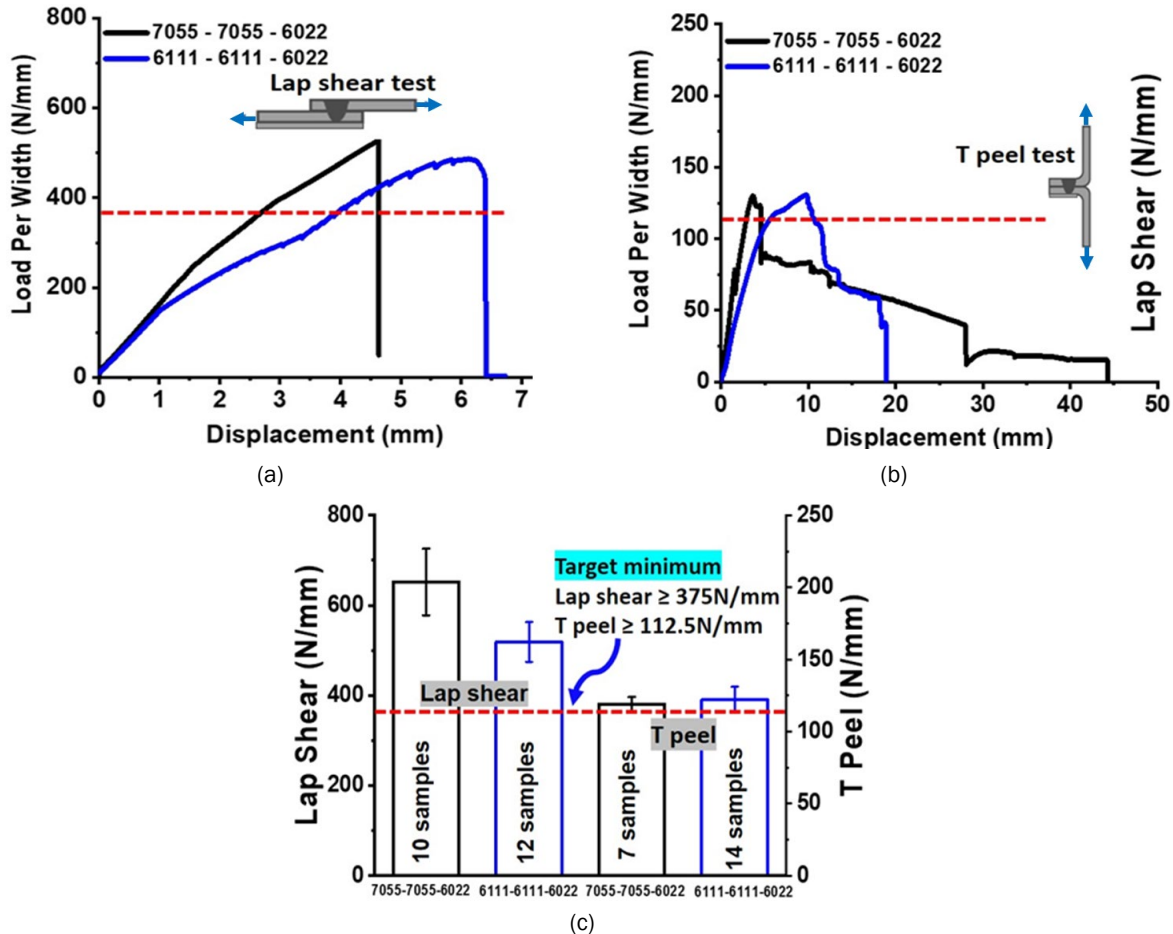 800
600
400
200
0
Load Per Width (N/mm)
7055 - 7055 - 6022
6111 - 6111 - 6022
Lap shear test
0 1 2 3 4 5 6 7
Displacement (mm)
(a)
250
200
150
100
50
0
Load Per Width (N/mm)
7055 - 7055 - 6022
6111 - 6111 - 6022
T peel test
Lap Shear (N/mm)
0 10 20 30 40 50
Displacement (mm)
(b)
800
600
400
200
0
Lap Shear (N/mm)
Target minimum
Lap shear ≥ 375N/mm
T peel ≥ 112.5N/mm
Lap shear
T peel
10 samples
12 samples
7 samples
14 samples
250
200
150
100
50
0
T Peel (N/mm)
7055-7055-6022 6111-6111-6022 7055-7055-6022 6111-6111-6022
(c)